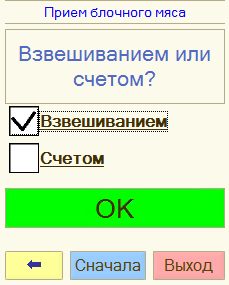 Прием блочного мяса
Взвешиванием или
счетом?
Взвешиванием
Счетом
OK
Сначала Выход